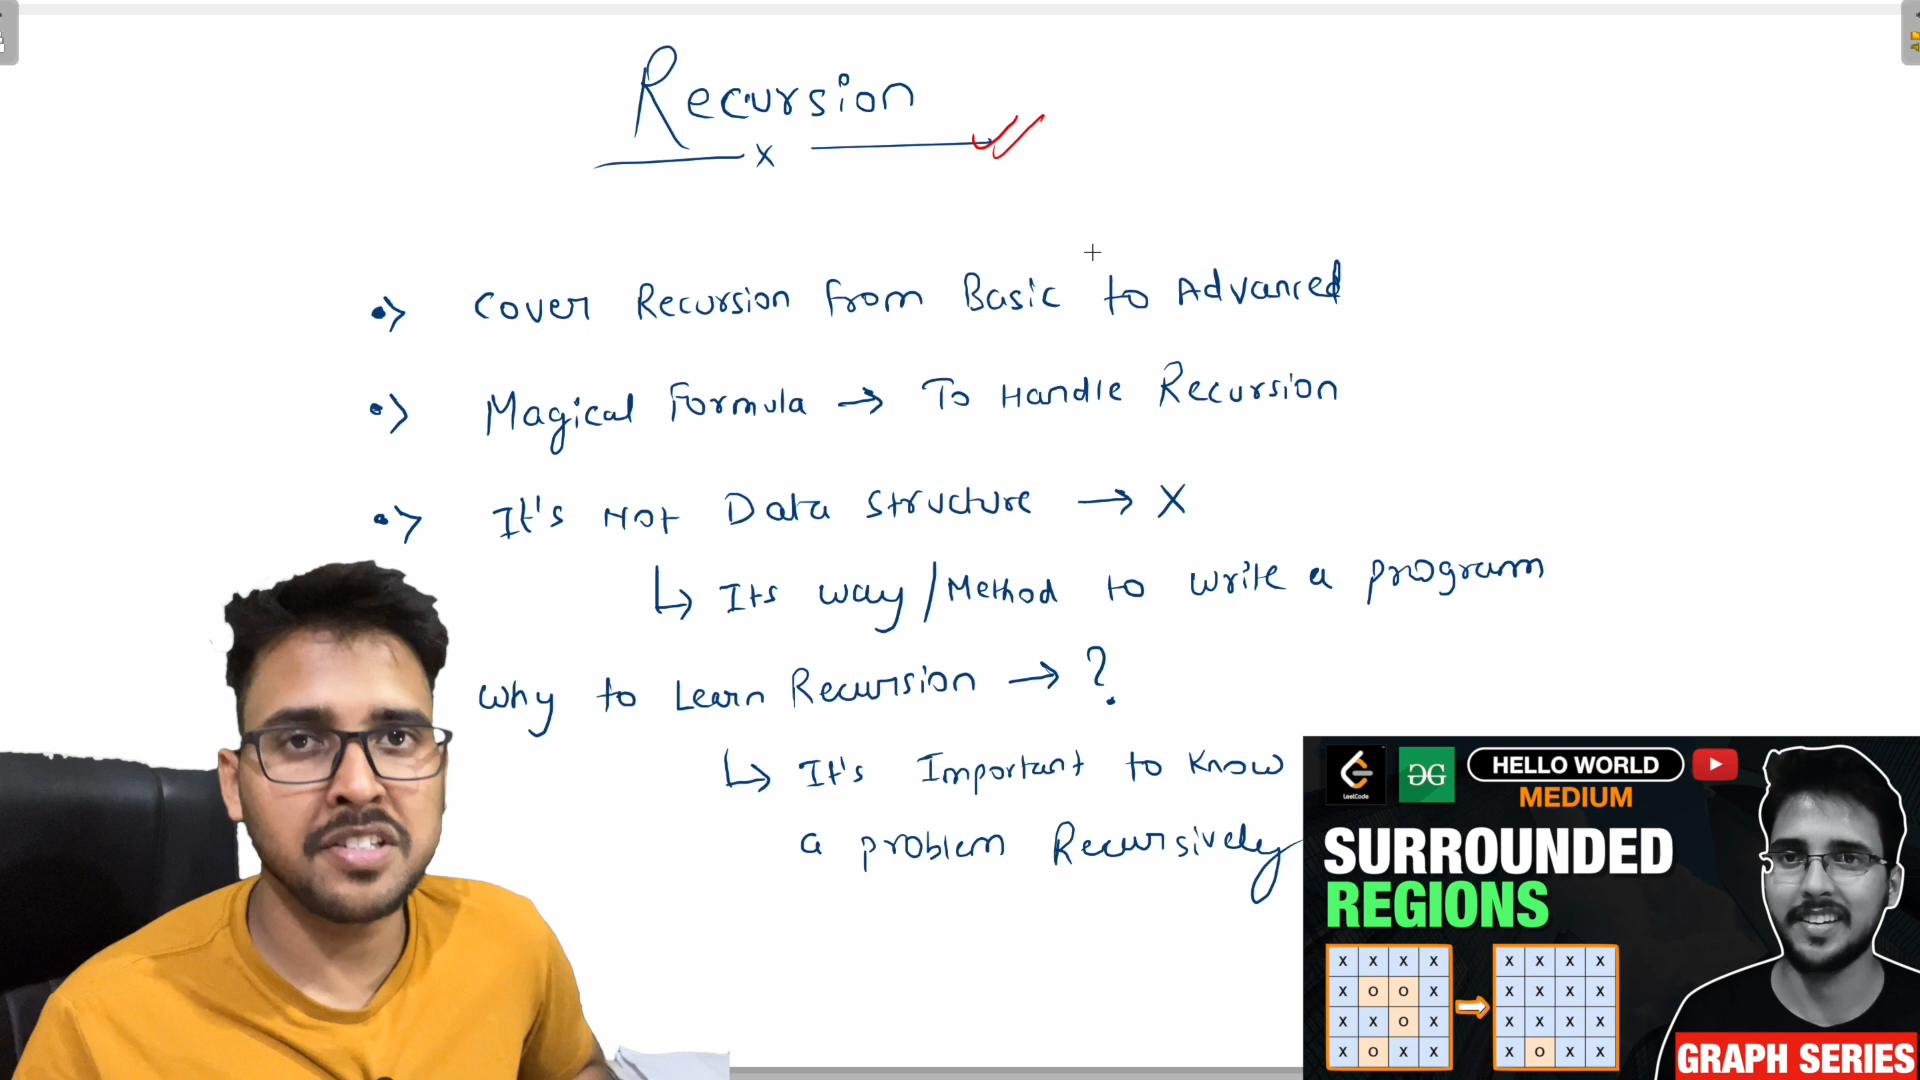 Recursion
x
Cover Recursion from Basic to Advanced
Magical Formula → To Handle Recursion
It's Not Data Structure → X
↳ Its way/Method to write a program
Why to Learn Recursion → ?
↳ It's Important to Know
a problem Recursively
LeetCode
GG
HELLO WORLD
MEDIUM
SURROUNDED
REGIONS
X X X X X X X X
X O O X X X X X
X X O X X X X X
X O X X X O X X
GRAPH SERIES